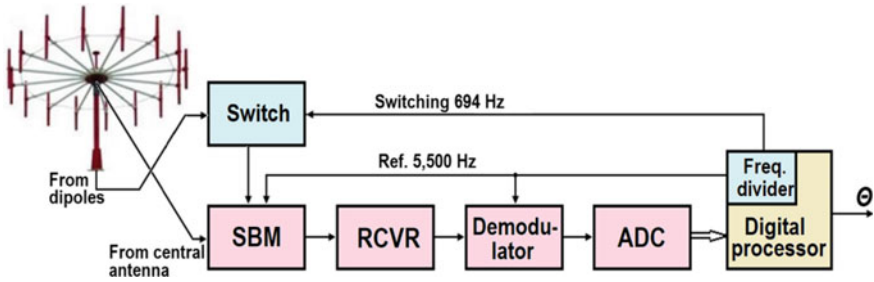 Switch
Switching 694 Hz
Ref. 5,500 Hz
From
dipoles
From central
antenna
SBM
RCVR
Demodu-
lator
ADC
Freq.
divider
Digital
processor
Θ